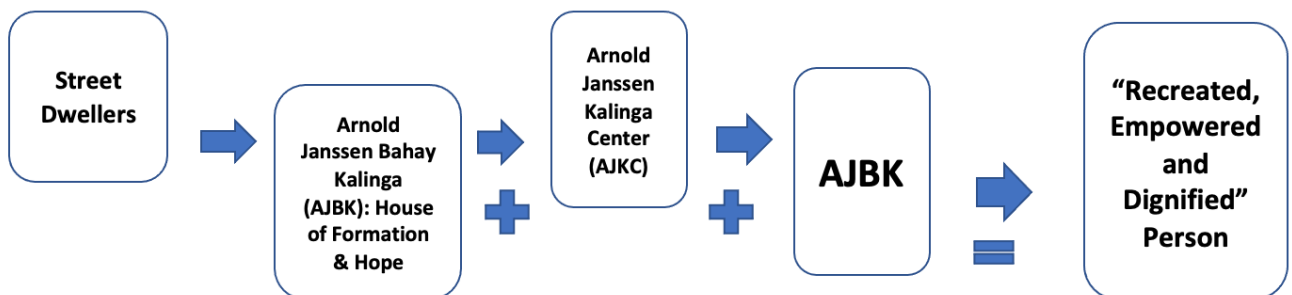 Street
Dwellers
Arnold
Janssen Bahay
Kalinga
(AJBK): House
of Formation
& Hope
Arnold
Janssen
Kalinga
Center
(AJKC)
AJBK
“Recreated,
Empowered
and
Dignified”
Person